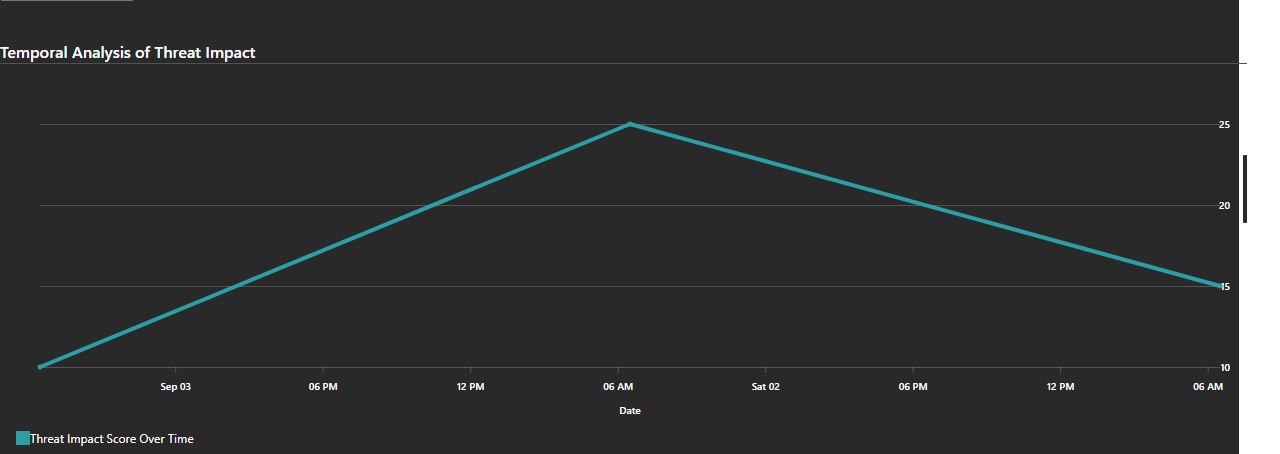 Temporal Analysis of Threat Impact
25
20
15
10
Sep 03 06 PM 12 PM 06 AM Sat 02 06 PM 12 PM 06 AM
Date
Threat Impact Score Over Time